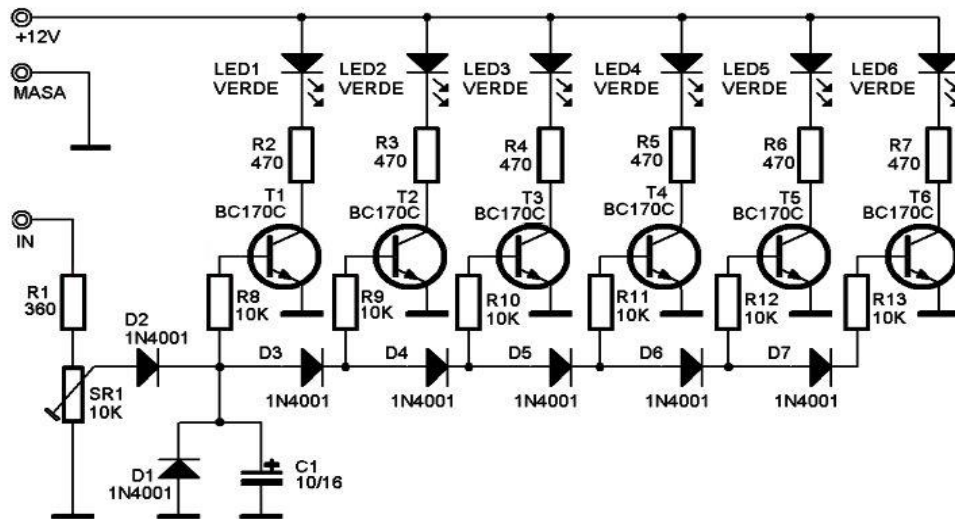 +12V
MASA
LED1
VERDE
LED2
VERDE
LED3
VERDE
LED4
VERDE
LED5
VERDE
LED6
VERDE
R2
470
R3
470
R4
470
R5
470
R6
470
R7
470
T1
BC170C
T2
BC170C
T3
BC170C
T4
BC170C
T5
BC170C
T6
BC170C
IN
R1
360
R8
10K
R9
10K
R10
10K
R11
10K
R12
10K
R13
10K
D2
1N4001
D3
1N4001
D4
1N4001
D5
1N4001
D6
1N4001
D7
1N4001
SR1
10K
D1
1N4001
+
C1
10/16